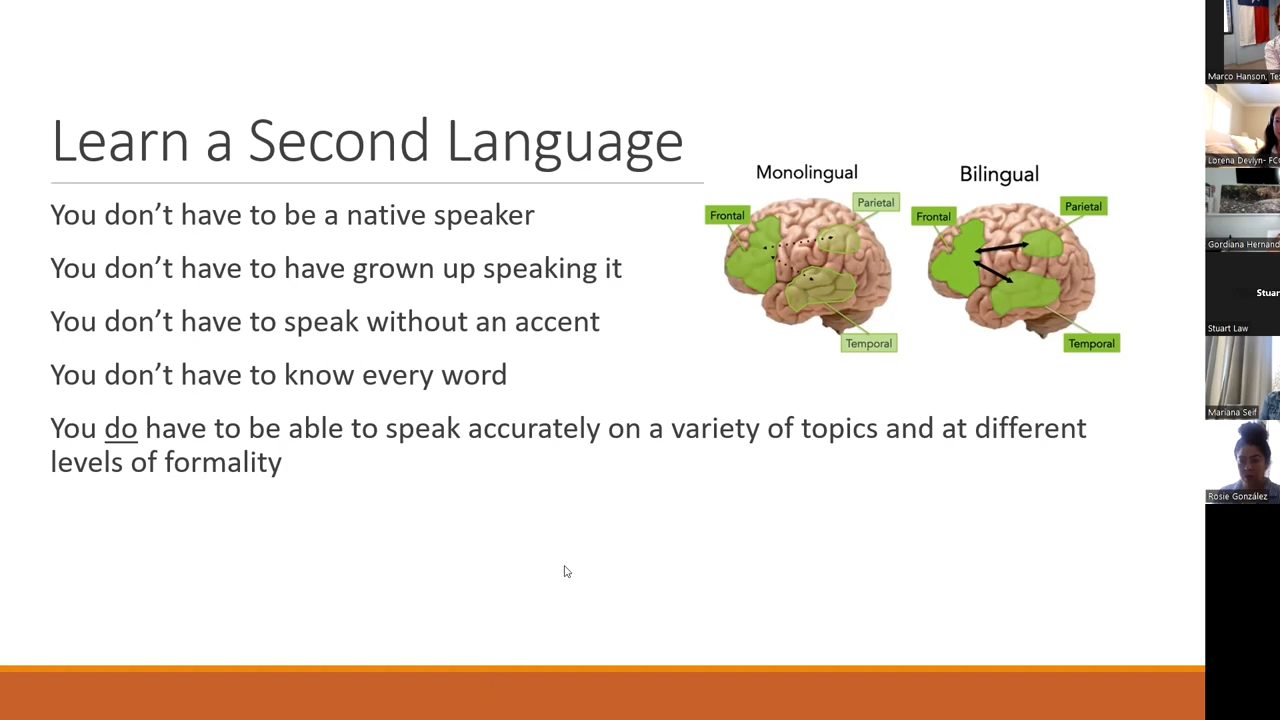 Learn a Second Language
You don’t have to be a native speaker
You don’t have to have grown up speaking it
You don’t have to speak without an accent
You don’t have to know every word
You do have to be able to speak accurately on a variety of topics and at different
levels of formality
Monolingual
Frontal
Parietal
Temporal
Bilingual
Frontal
Parietal
Temporal
Marco Hanson, Te
Lorena Devlyn- FC
Gordiana Hernand
Stuar
Stuart Law
Mariana Seif
Rosie González